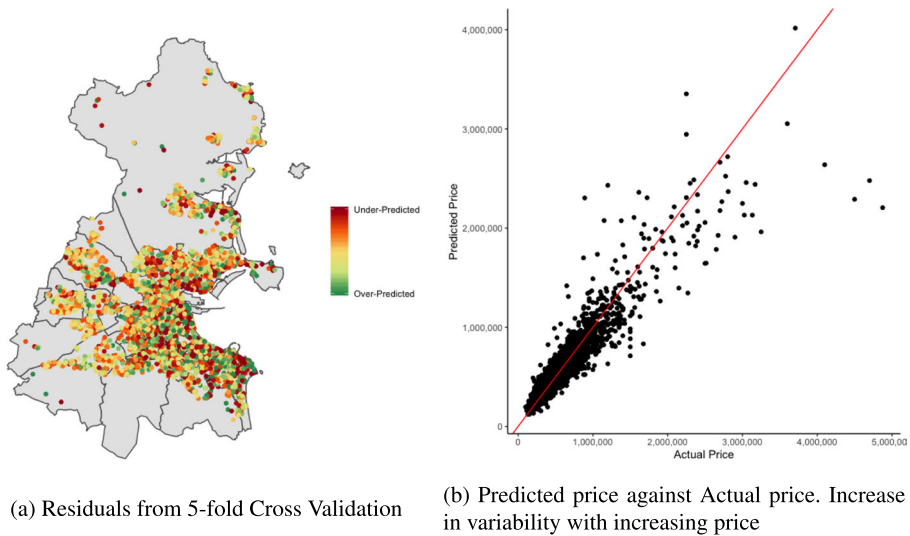 Under-Predicted
Over-Predicted
(a) Residuals from 5-fold Cross Validation
Predicted Price
4,000,000
3,000,000
2,000,000
1,000,000
0
0 1,000,000 2,000,000 3,000,000 4,000,000 5,000,00
Actual Price
(b) Predicted price against Actual price. Increase
in variability with increasing price